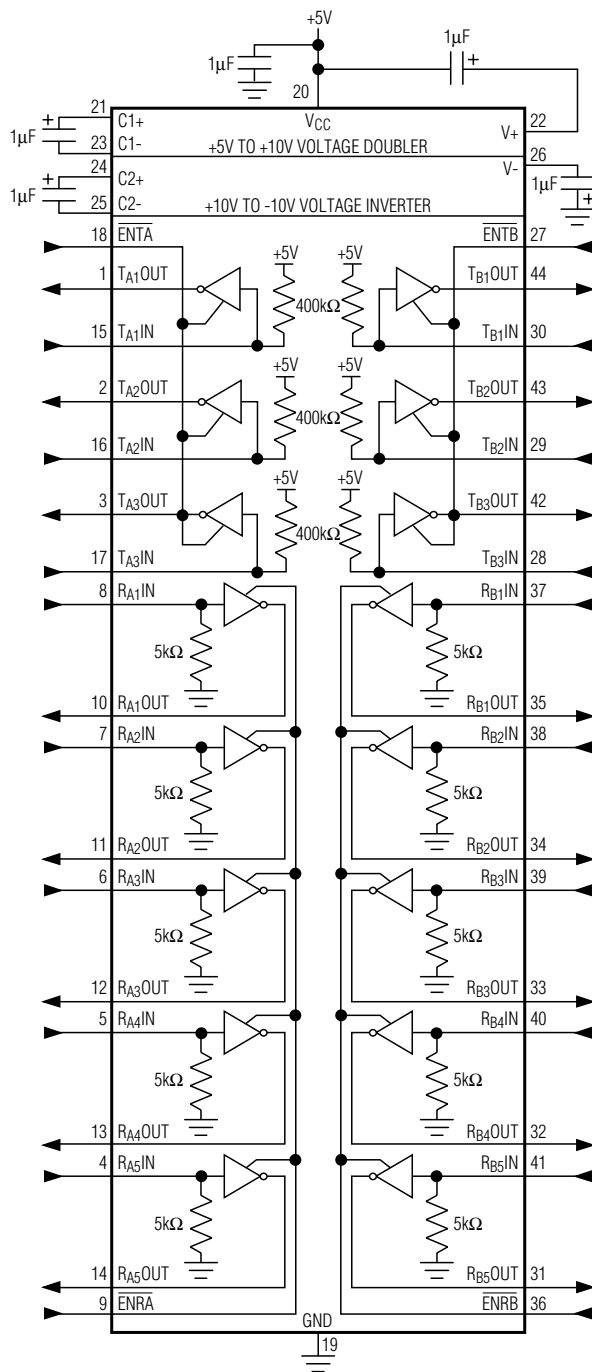 +5V
1μF
1μF
20
21
C1+
VCC
V+
22
1μF
23
C1-
+5V TO +10V VOLTAGE DOUBLER
26
24
C2+
V-
1μF
1μF
25
C2-
+10V TO -10V VOLTAGE INVERTER
18
ENTA
ENTB
27
+5V
+5V
1
TA1OUT
TB1OUT
44
400kΩ
15
TA1IN
TB1IN
30
+5V
+5V
2
TA2OUT
TB2OUT
43
400kΩ
16
TA2IN
TB2IN
29
+5V
3
TA3OUT
TB3OUT
42
400kΩ
17
TA3IN
TB3IN
28
8
RA1IN
RB1IN
37
5kΩ
5kΩ
10
RA1OUT
RB1OUT
35
7
RA2IN
RB2IN
38
5kΩ
5kΩ
11
RA2OUT
RB2OUT
34
6
RA3IN
RB3IN
39
5kΩ
5kΩ
12
RA3OUT
RB3OUT
33
5
RA4IN
RB4IN
40
5kΩ
5kΩ
13
RA4OUT
RB4OUT
32
4
RA5IN
RB5IN
41
5kΩ
5kΩ
14
RA5OUT
RB5OUT
31
9
ENRA
ENRB
36
GND
19